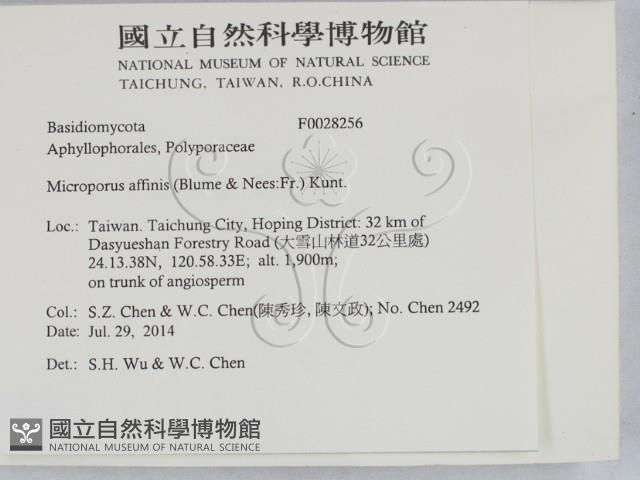 國立自然科學博物館
NATIONAL MUSEUM OF NATURAL SCIENCE
TAICHUNG, TAIWAN, R.O.CHINA
Basidiomycota F0028256
Aphyllophorales, Polyporaceae
Microporus affinis (Blume & Nees:Fr.) Kunt.
Loc.: Taiwan. Taichung City, Hoping District: 32 km of
Dasyueshan Forestry Road (大雪山林道32公里處)
24.13.38N, 120.58.33E; alt. 1,900m;
on trunk of angiosperm
Col.: S.Z. Chen & W.C. Chen(陳秀珍, 陳文政); No. Chen 2492
Date: Jul. 29, 2014
Det.: S.H. Wu & W.C. Chen
國立自然科學博物館
NATIONAL MUSEUM OF NATURAL SCIENCE